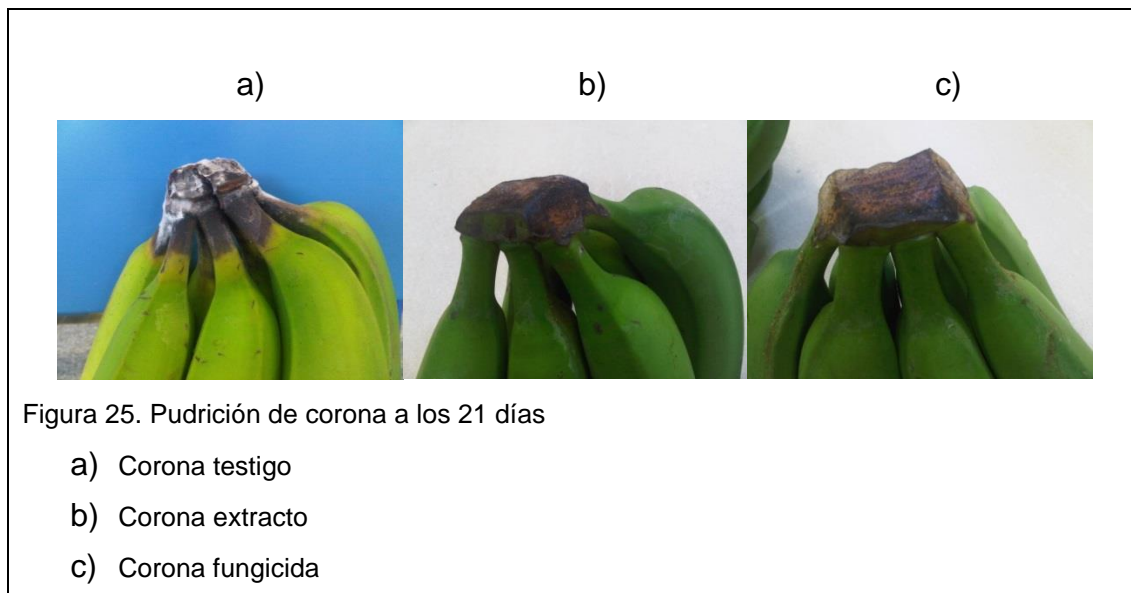 a) b) c)
Figura 25. Pudrición de corona a los 21 días
a) Corona testigo
b) Corona extracto
c) Corona fungicida